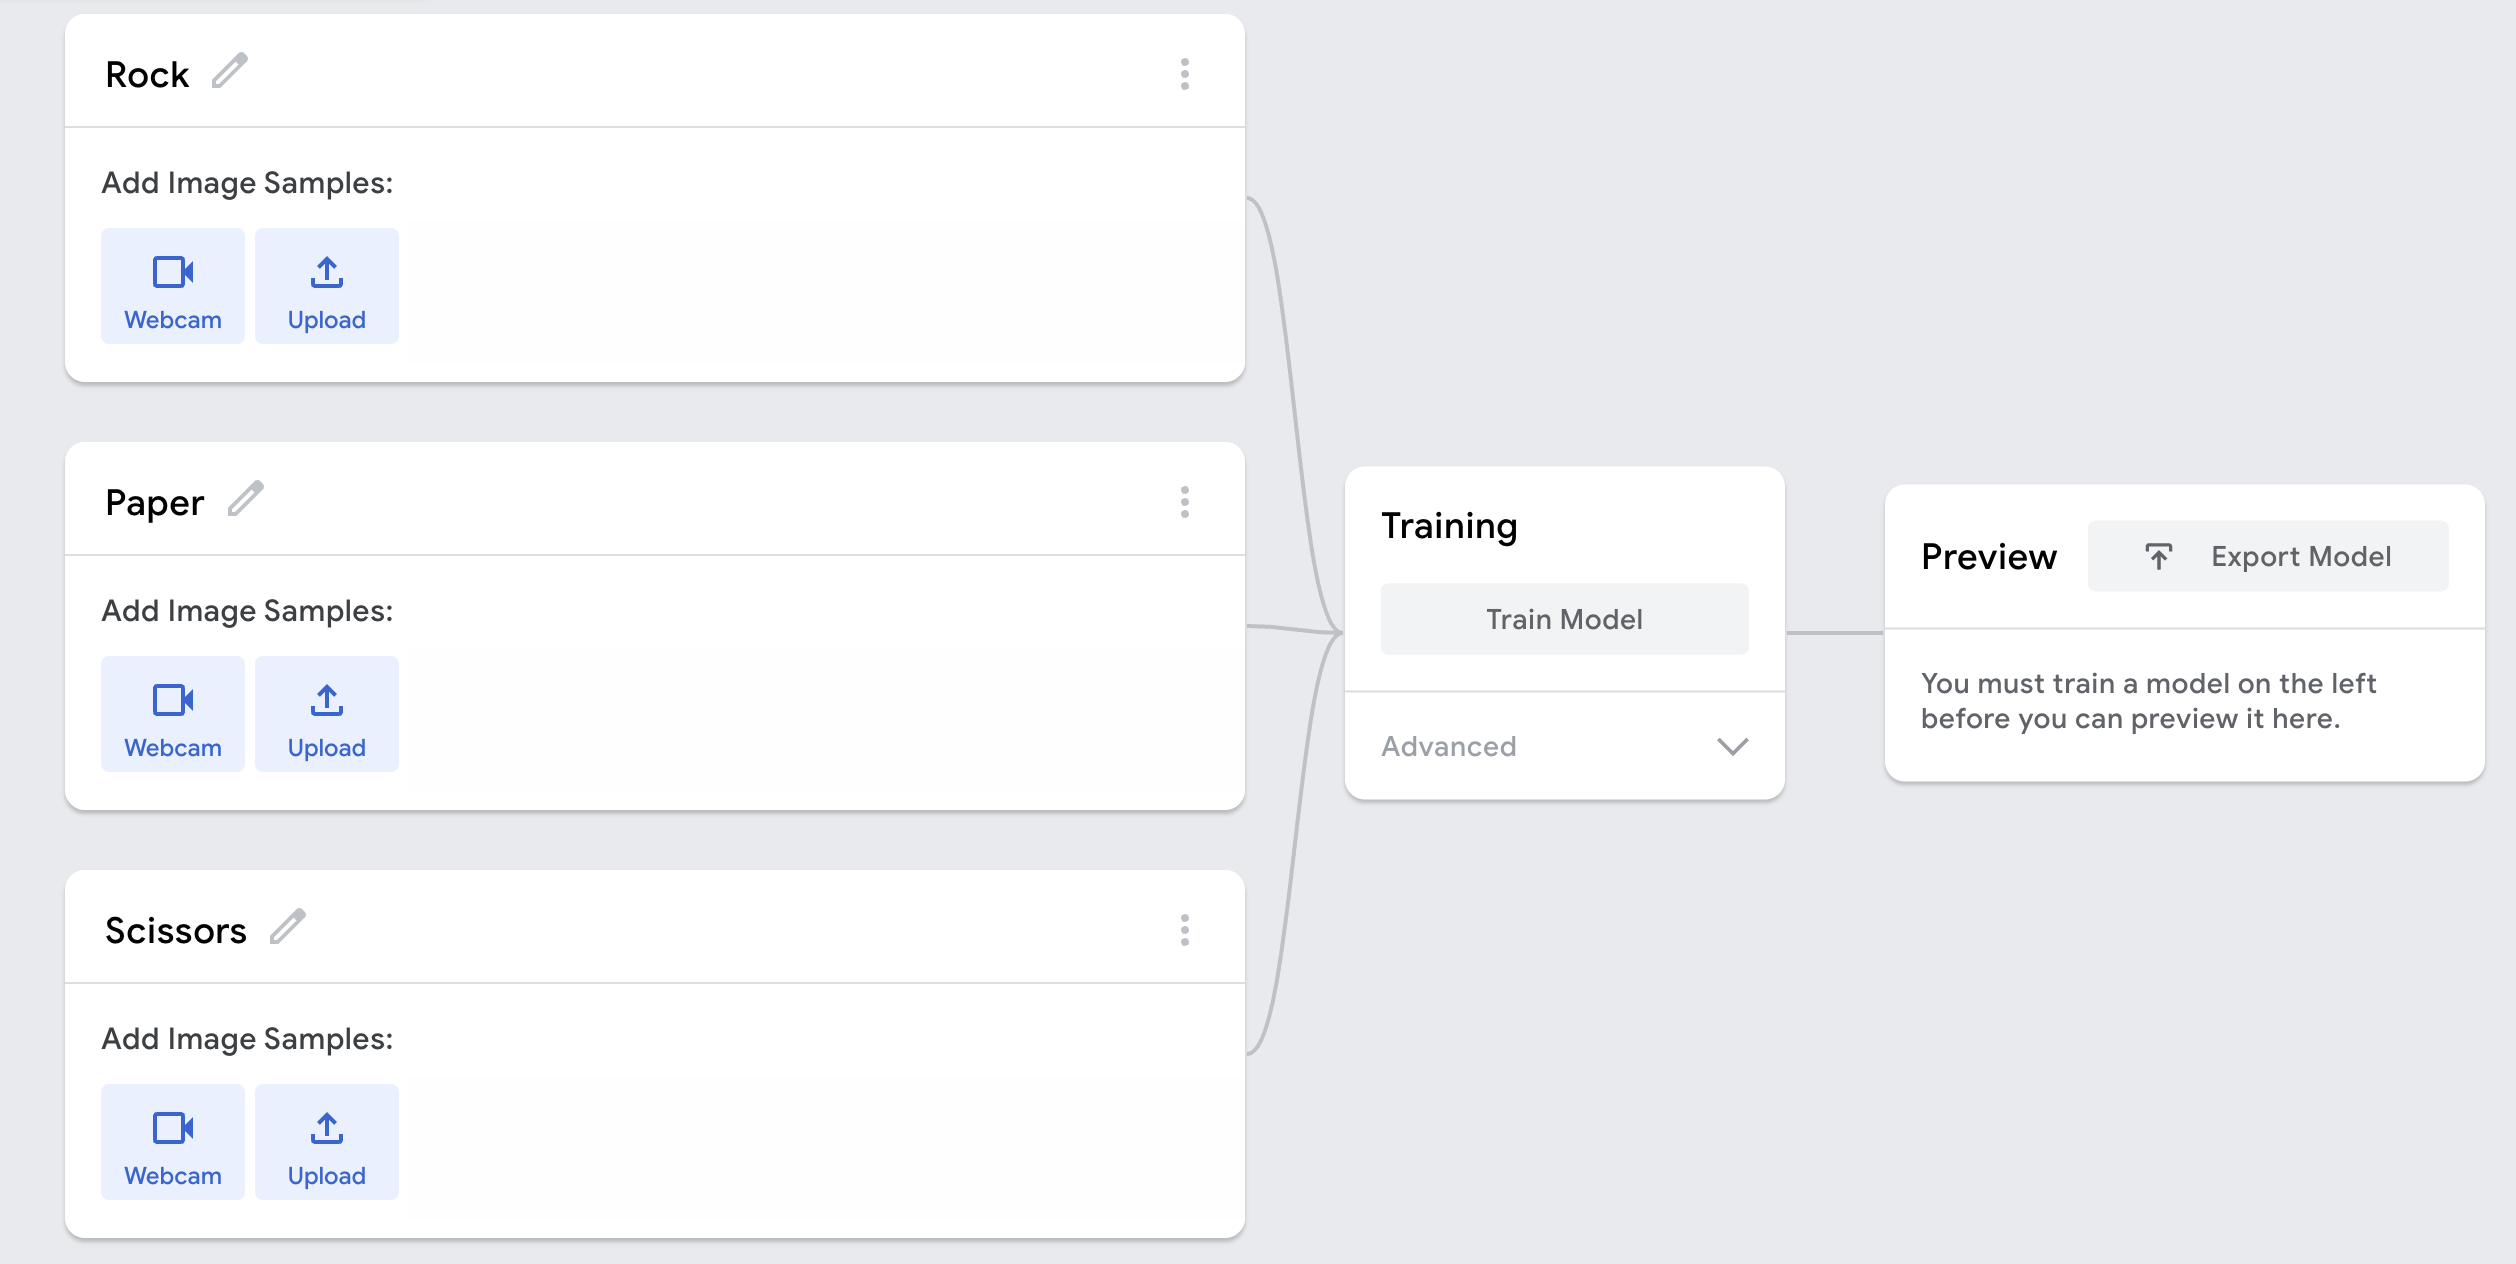 Rock
Add Image Samples:
Webcam
Upload
Paper
Add Image Samples:
Webcam
Upload
Scissors
Add Image Samples:
Webcam
Upload
Training
Train Model
Advanced
Preview
Export Model
You must train a model on the left
before you can preview it here.